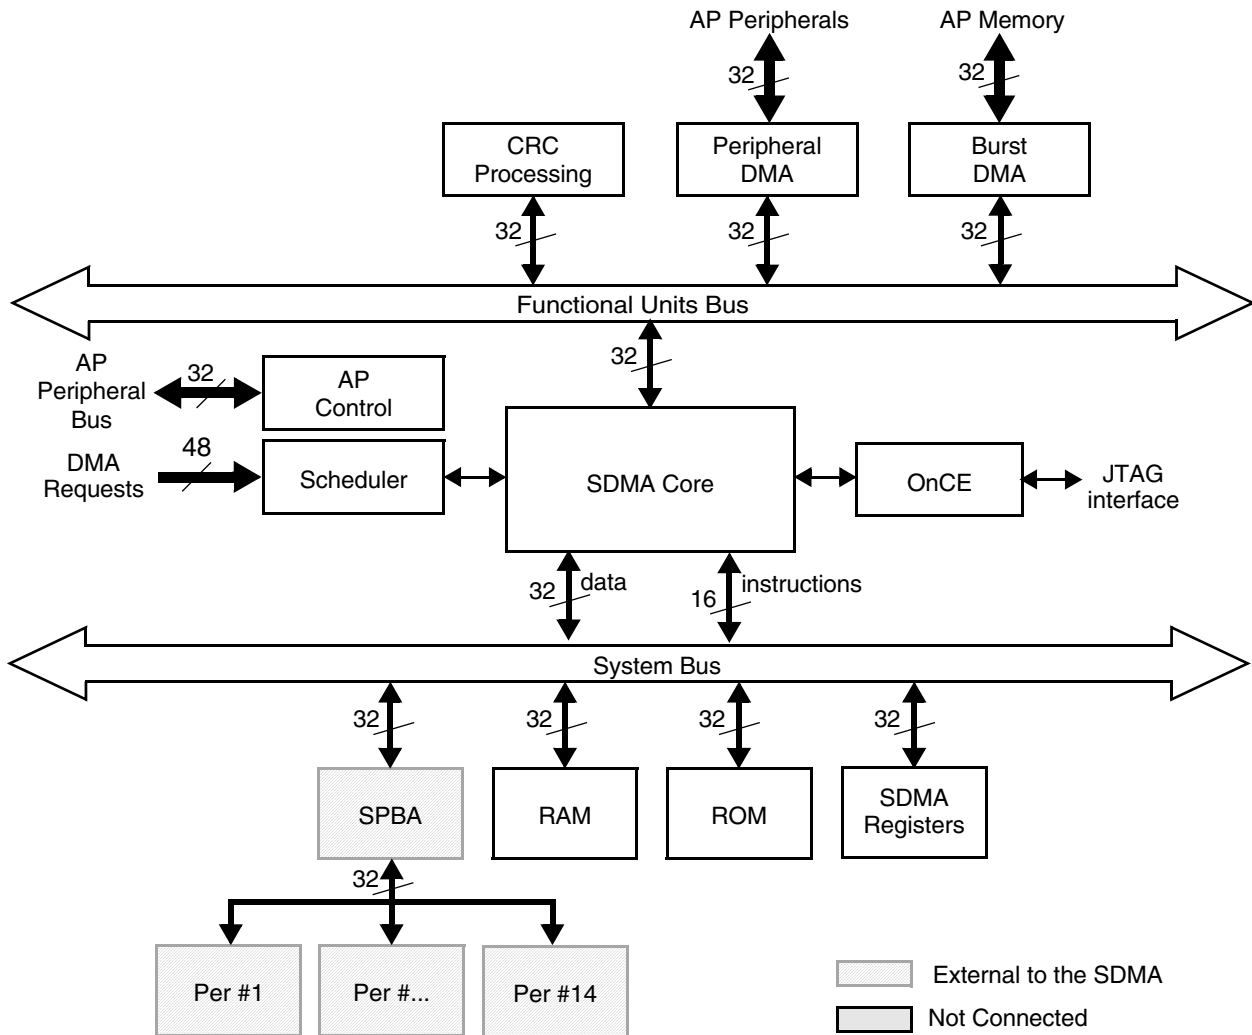 AP Peripherals
AP Memory
32
32
CRC
Processing
Peripheral
DMA
Burst
DMA
32
32
32
Functional Units Bus
32
AP
Peripheral
Bus
32
AP
Control
DMA
Requests
48
Scheduler
SDMA Core
OnCE
JTAG
interface
32
data
16
instructions
System Bus
32
32
32
32
SPBA
RAM
ROM
SDMA
Registers
32
Per #1
Per #...
Per #14
External to the SDMA
Not Connected